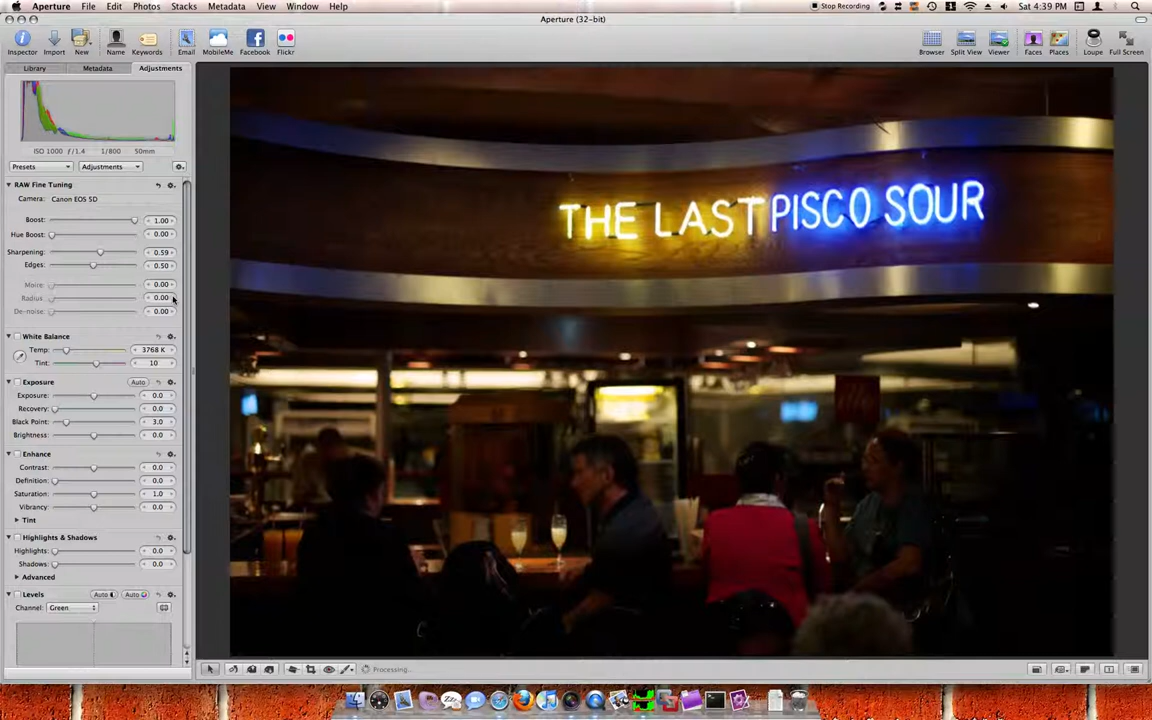 Aperture File Edit Photos Stacks Metadata View Window Help Stop Recording Sat 4:39 PM
Aperture (32-bit)
Inspector Import New Name Keywords Email MobileMe Facebook Flickr Browser Split View Viewer Faces Places Loupe Full Screen
Library Metadata Adjustments
ISO 1000 ƒ/1.4 1/800 50mm
Presets Adjustments
RAW Fine Tuning
Camera: Canon EOS 5D
Boost: 1.00
Hue Boost: 0.00
Sharpening: 0.59
Edges: 0.50
Moire: 0.00
Radius: 0.00
De-noise: 0.00
White Balance
Temp: 3768 K
Tint: 10
Exposure Auto
Exposure: 0.0
Recovery: 0.0
Black Point: 3.0
Brightness: 0.0
Enhance
Contrast: 0.0
Definition: 0.0
Saturation: 1.0
Vibrancy: 0.0
Tint
Highlights & Shadows
Highlights: 0.0
Shadows: 0.0
Advanced
Levels Auto Auto
Channel: Green
THE LAST PISCO SOUR
Processing...